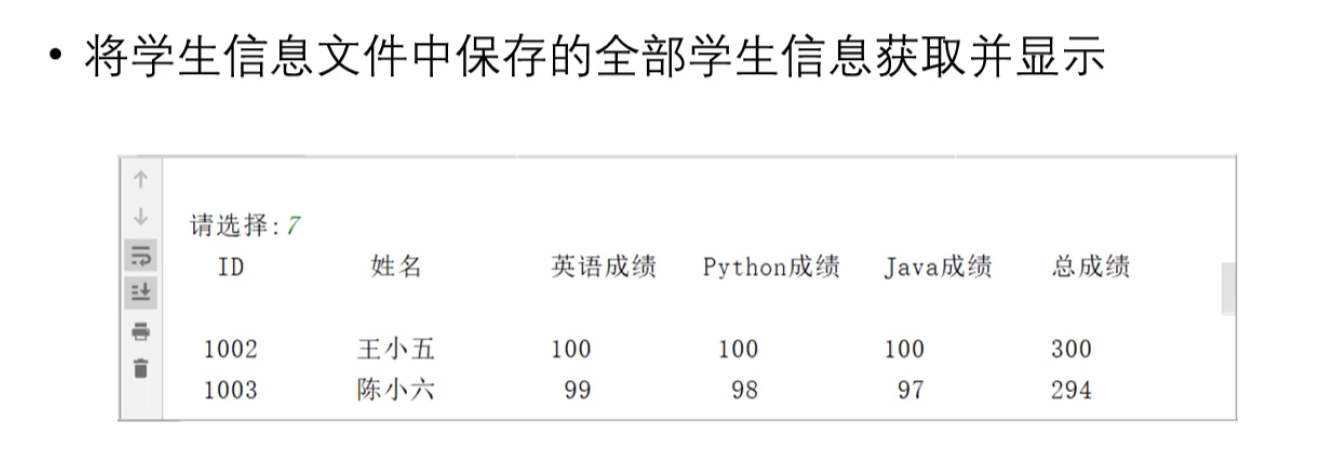 • 将学生信息文件中保存的全部学生信息获取并显示
请选择:7
ID 姓名 英语成绩 Python成绩 Java成绩 总成绩
1002 王小五 100 100 100 300
1003 陈小六 99 98 97 294